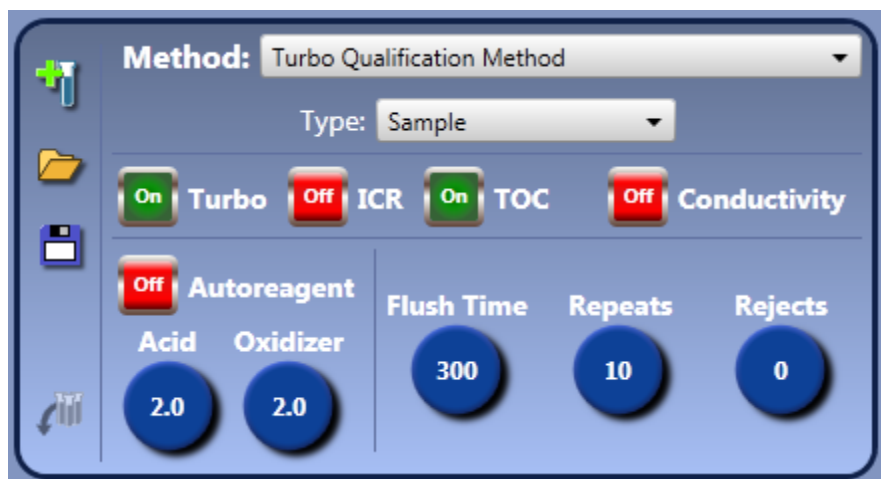 Method: Turbo Qualification Method
Type: Sample
On Turbo Off ICR On TOC Off Conductivity
Off Autoreagent
Flush Time Repeats Rejects
Acid Oxidizer
300 10 0
2.0 2.0